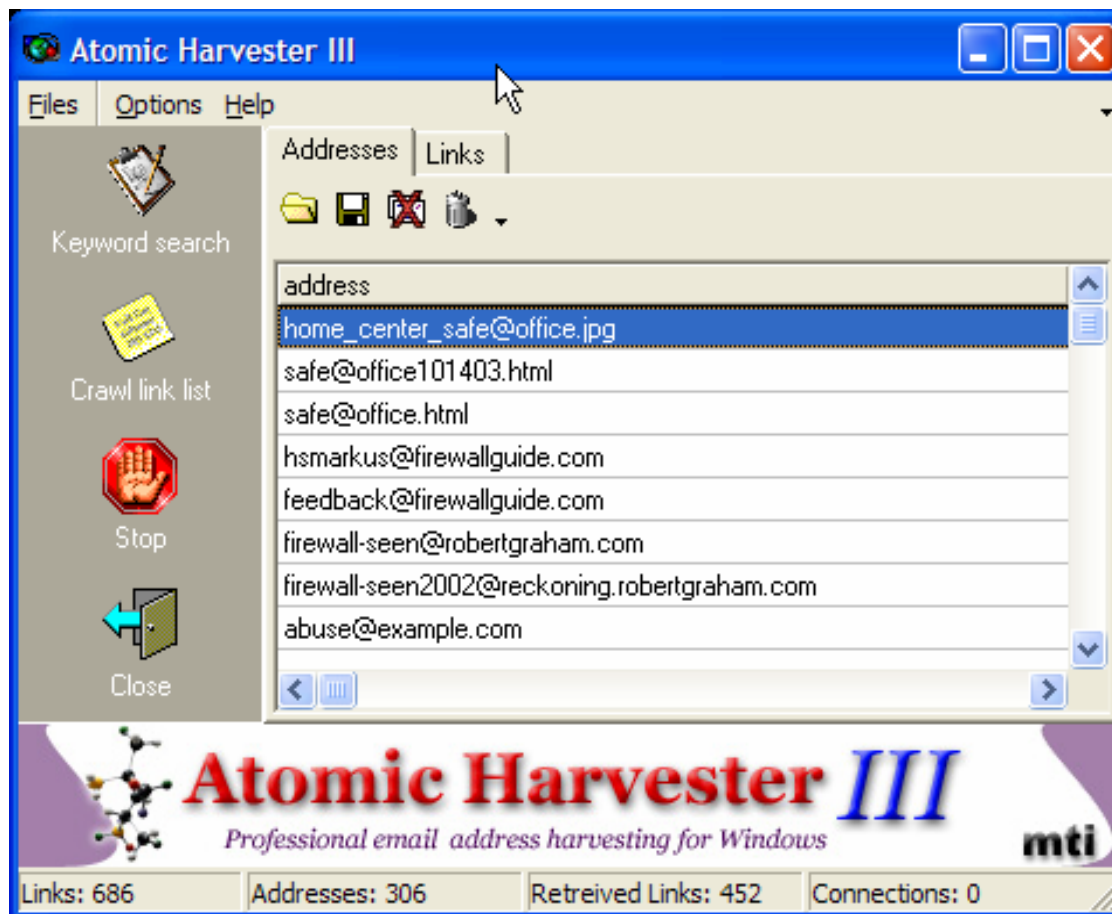 Atomic Harvester III
Files Options Help
Keyword search
Crawl link list
Stop
Close
Addresses Links
address
home_center_safe@office.jpg
safe@office101403.html
safe@office.html
hsmarkus@firewallguide.com
feedback@firewallguide.com
firewall-seen@robertgraham.com
firewall-seen2002@reckoning.robertgraham.com
abuse@example.com
Atomic Harvester III
Professional email address harvesting for Windows
mti
Links: 686 Addresses: 306 Retreived Links: 452 Connections: 0